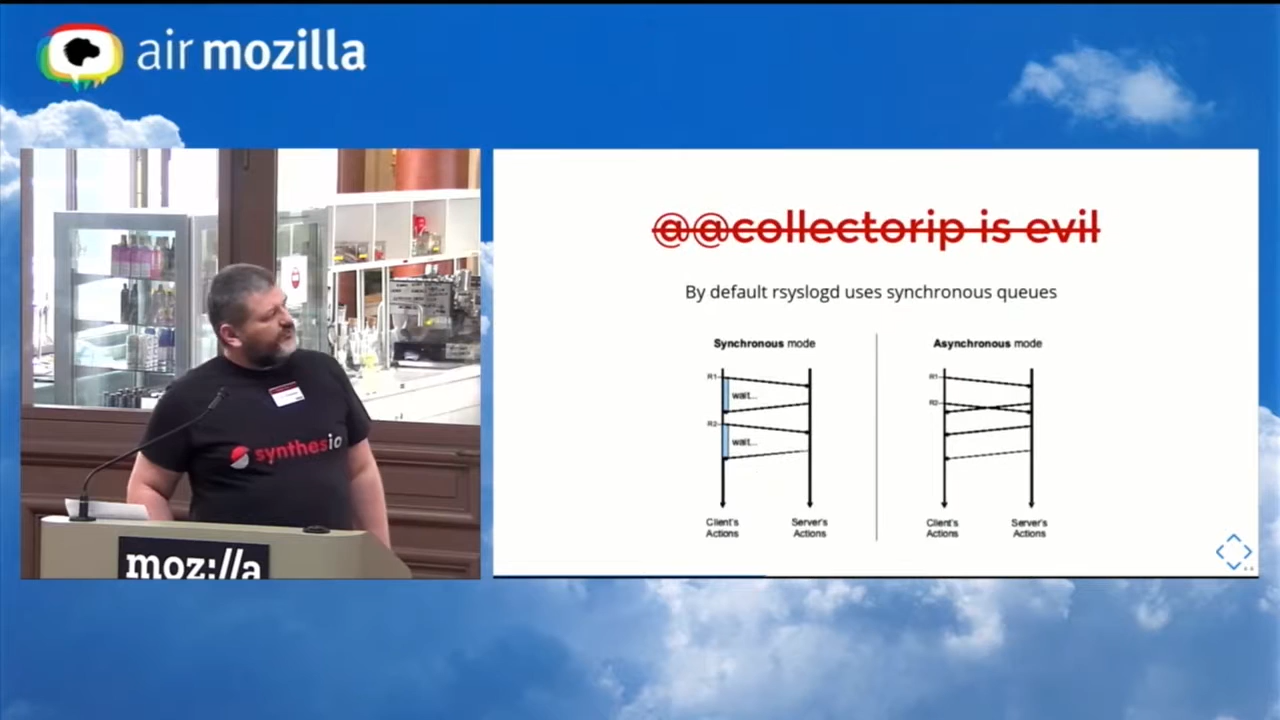 air mozilla
@@collectorip is evil
By default rsyslogd uses synchronous queues
Synchronous mode
Asynchronous mode
R1
wait...
R2
wait...
R1
R2
Client's
Actions
Server's
Actions
Client's
Actions
Server's
Actions
synthesio
moz://a